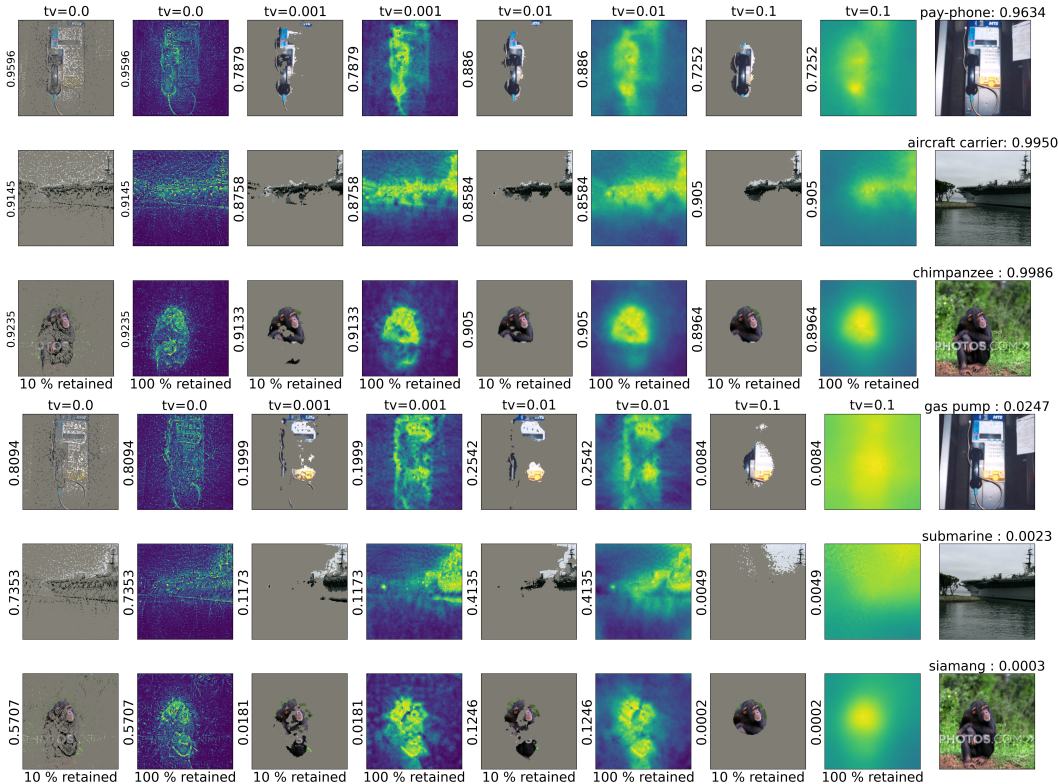 tv=0.0 tv=0.0 tv=0.001 tv=0.001 tv=0.01 tv=0.01 tv=0.1 tv=0.1 pay-phone: 0.9634
0.9596 0.9596 0.7879 0.7879 0.886 0.886 0.7252 0.7252
aircraft carrier: 0.9950
0.9145 0.9145 0.8758 0.8758 0.8584 0.8584 0.905 0.905
chimpanzee : 0.9986
0.9235 0.9235 0.9133 0.9133 0.905 0.905 0.8964 0.8964
PHOTOS.COM
10 % retained 100 % retained 10 % retained 100 % retained 10 % retained 100 % retained 10 % retained 100 % retained
tv=0.0 tv=0.0 tv=0.001 tv=0.001 tv=0.01 tv=0.01 tv=0.1 tv=0.1 gas pump : 0.0247
0.8094 0.8094 0.1999 0.1999 0.2542 0.2542 0.0084 0.0084
submarine : 0.0023
0.7353 0.7353 0.1173 0.1173 0.4135 0.4135 0.0049 0.0049
siamang : 0.0003
0.5707 0.5707 0.0181 0.0181 0.1246 0.1246 0.0002 0.0002
PHOTOS.COM
10 % retained 100 % retained 10 % retained 100 % retained 10 % retained 100 % retained 10 % retained 100 % retained